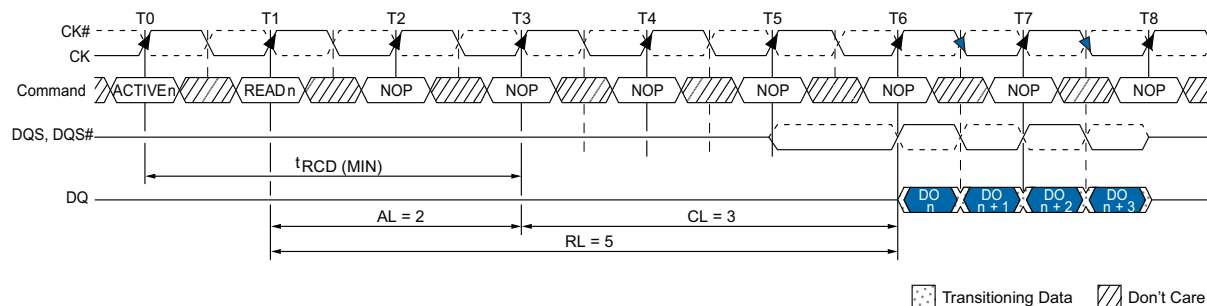 T0 T1 T2 T3 T4 T5 T6 T7 T8
CK#
CK
Command ACTIVE n READ n NOP NOP NOP NOP NOP NOP NOP
DQS, DQS#
tRCD (MIN)
DQ DO n DO n + 1 DO n + 2 DO n + 3
AL = 2 CL = 3
RL = 5
Transitioning Data Don't Care